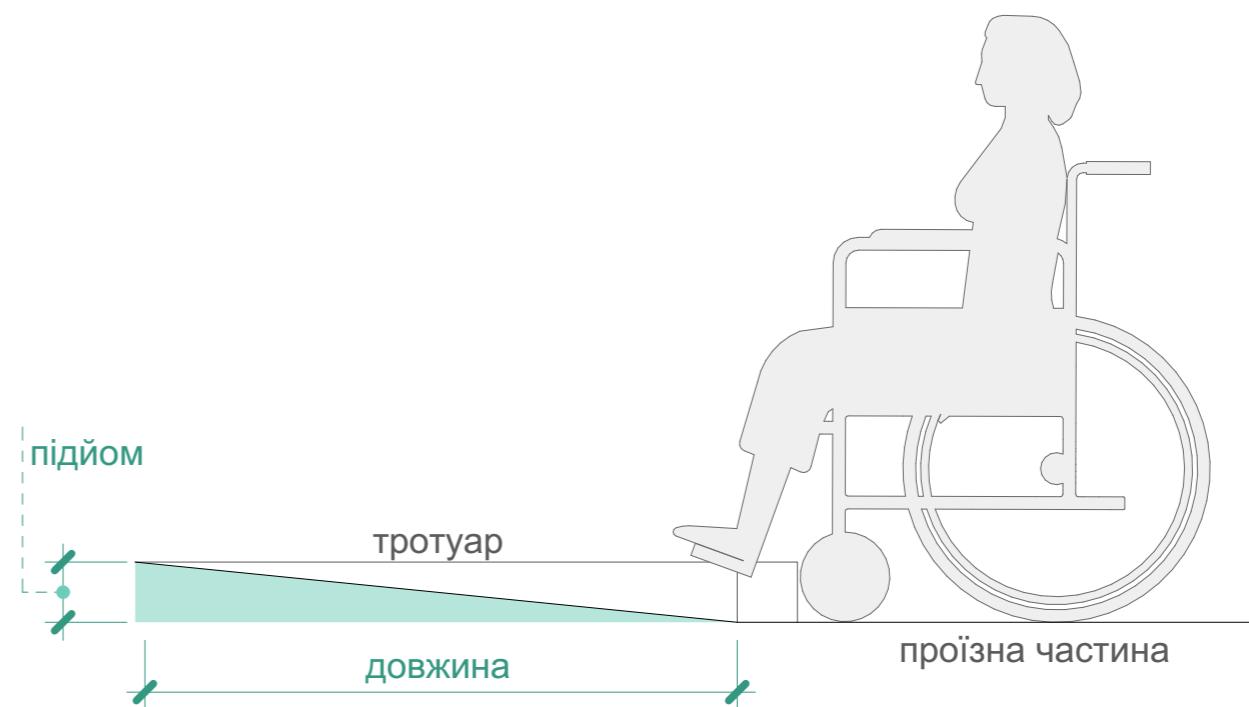 підйом
тротуар
проїзна частина
довжина